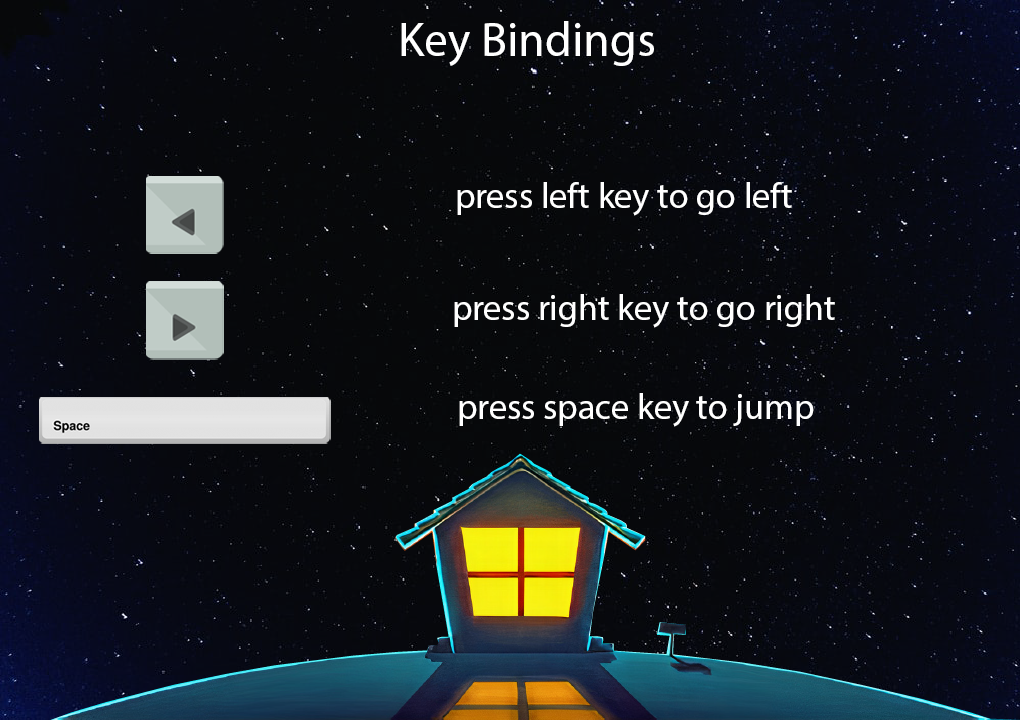 Key Bindings
press left key to go left
press right key to go right
Space
press space key to jump